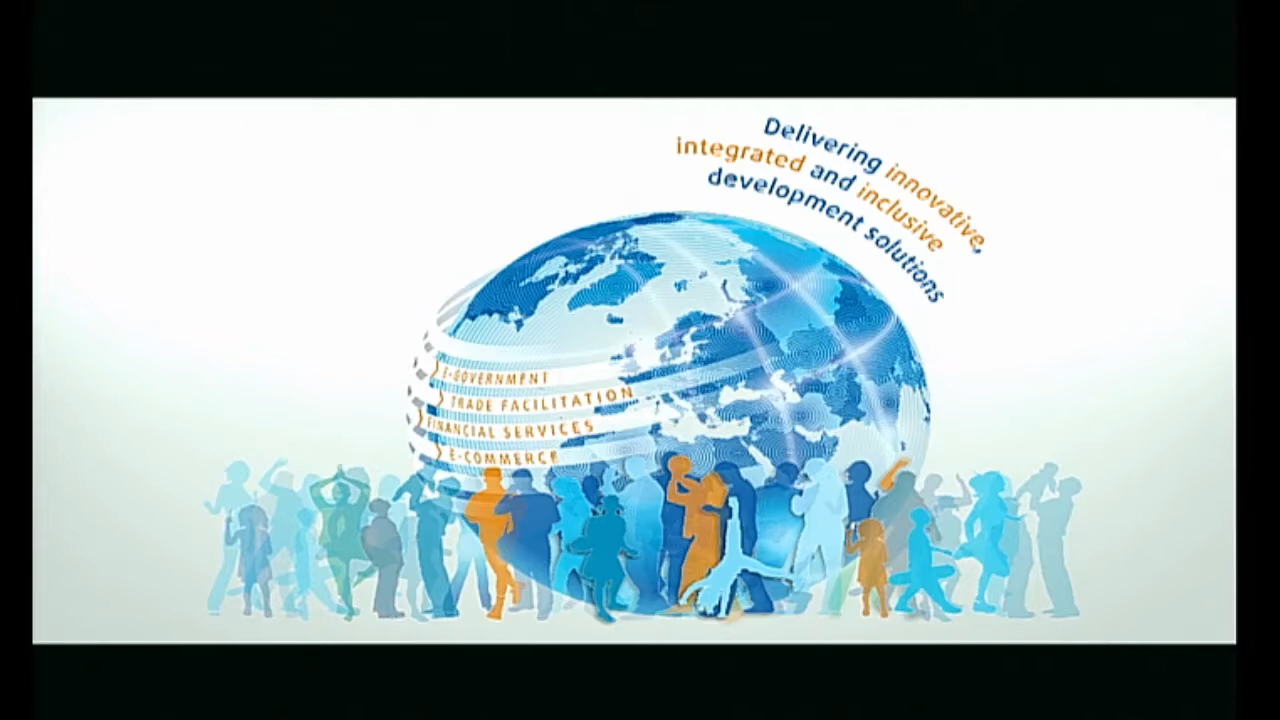 Delivering innovative,
integrated and inclusive
development solutions
E-GOVERNMENT
TRADE FACILITATION
FINANCIAL SERVICES
E-COMMERCE